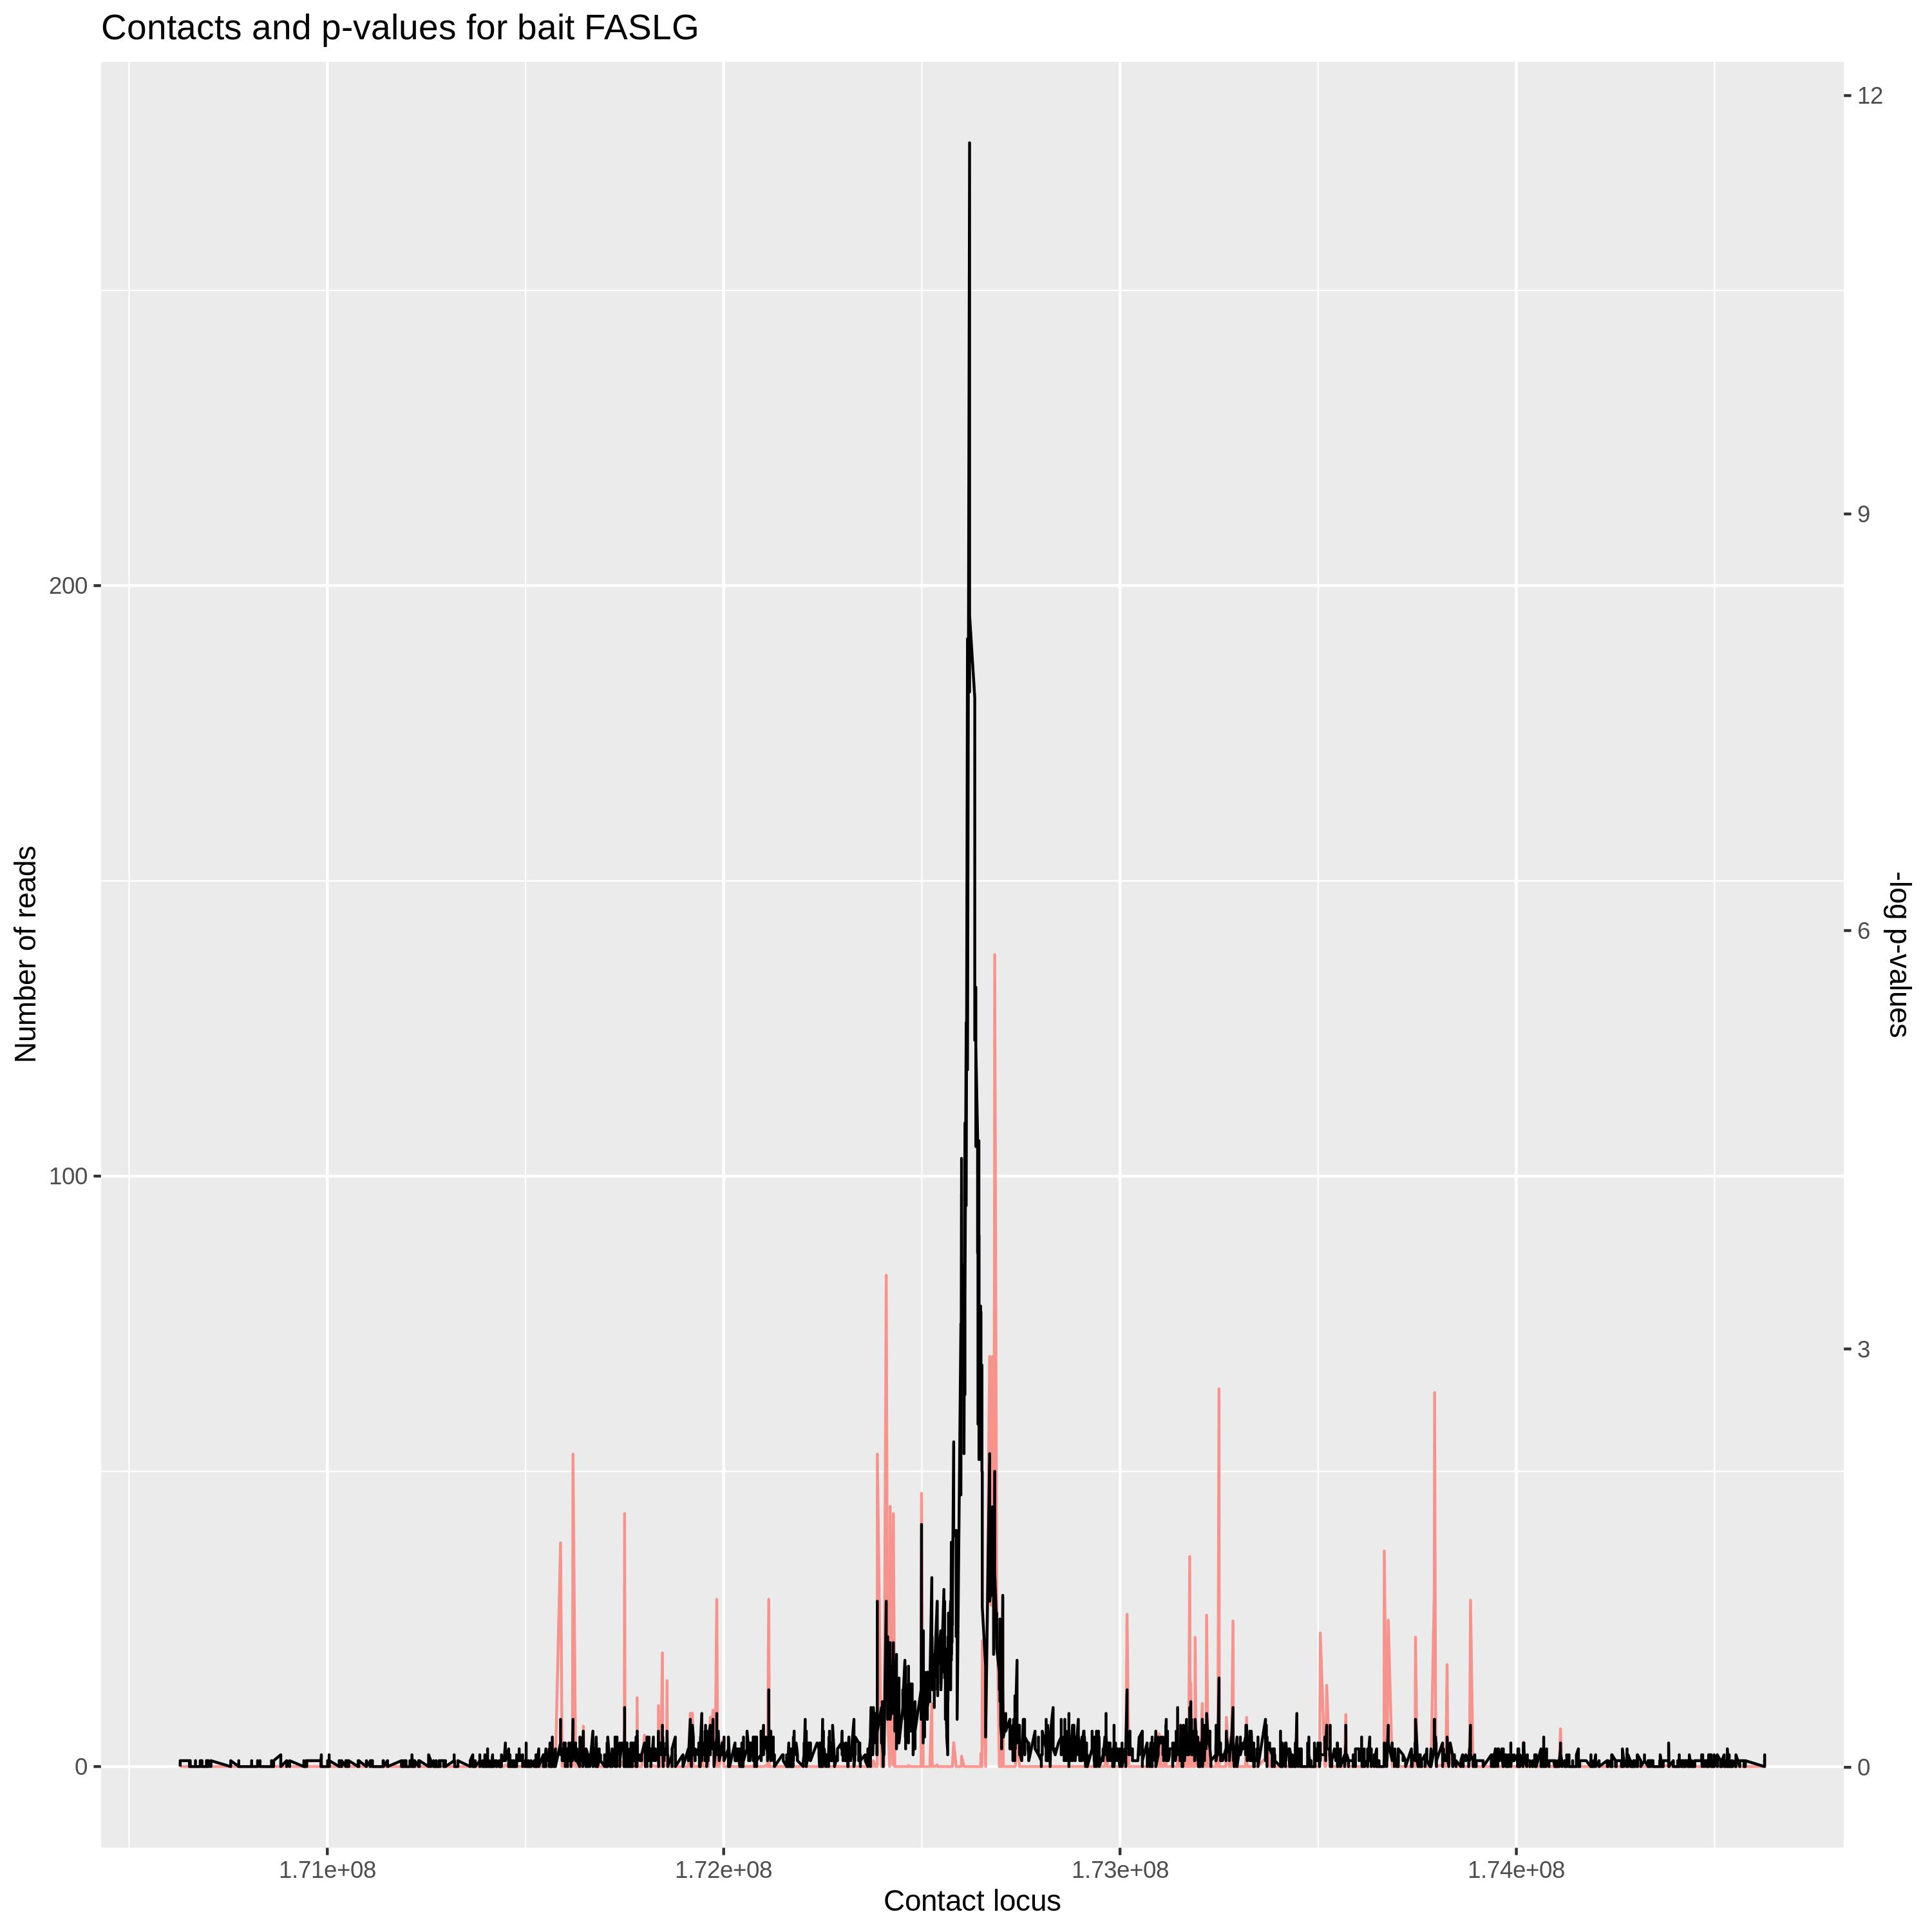 Contacts and p-values for bait FASLG
12
9
200
6
Number of reads
-log p-values
100
3
0
0
1.71e+08
1.72e+08
1.73e+08
1.74e+08
Contact locus